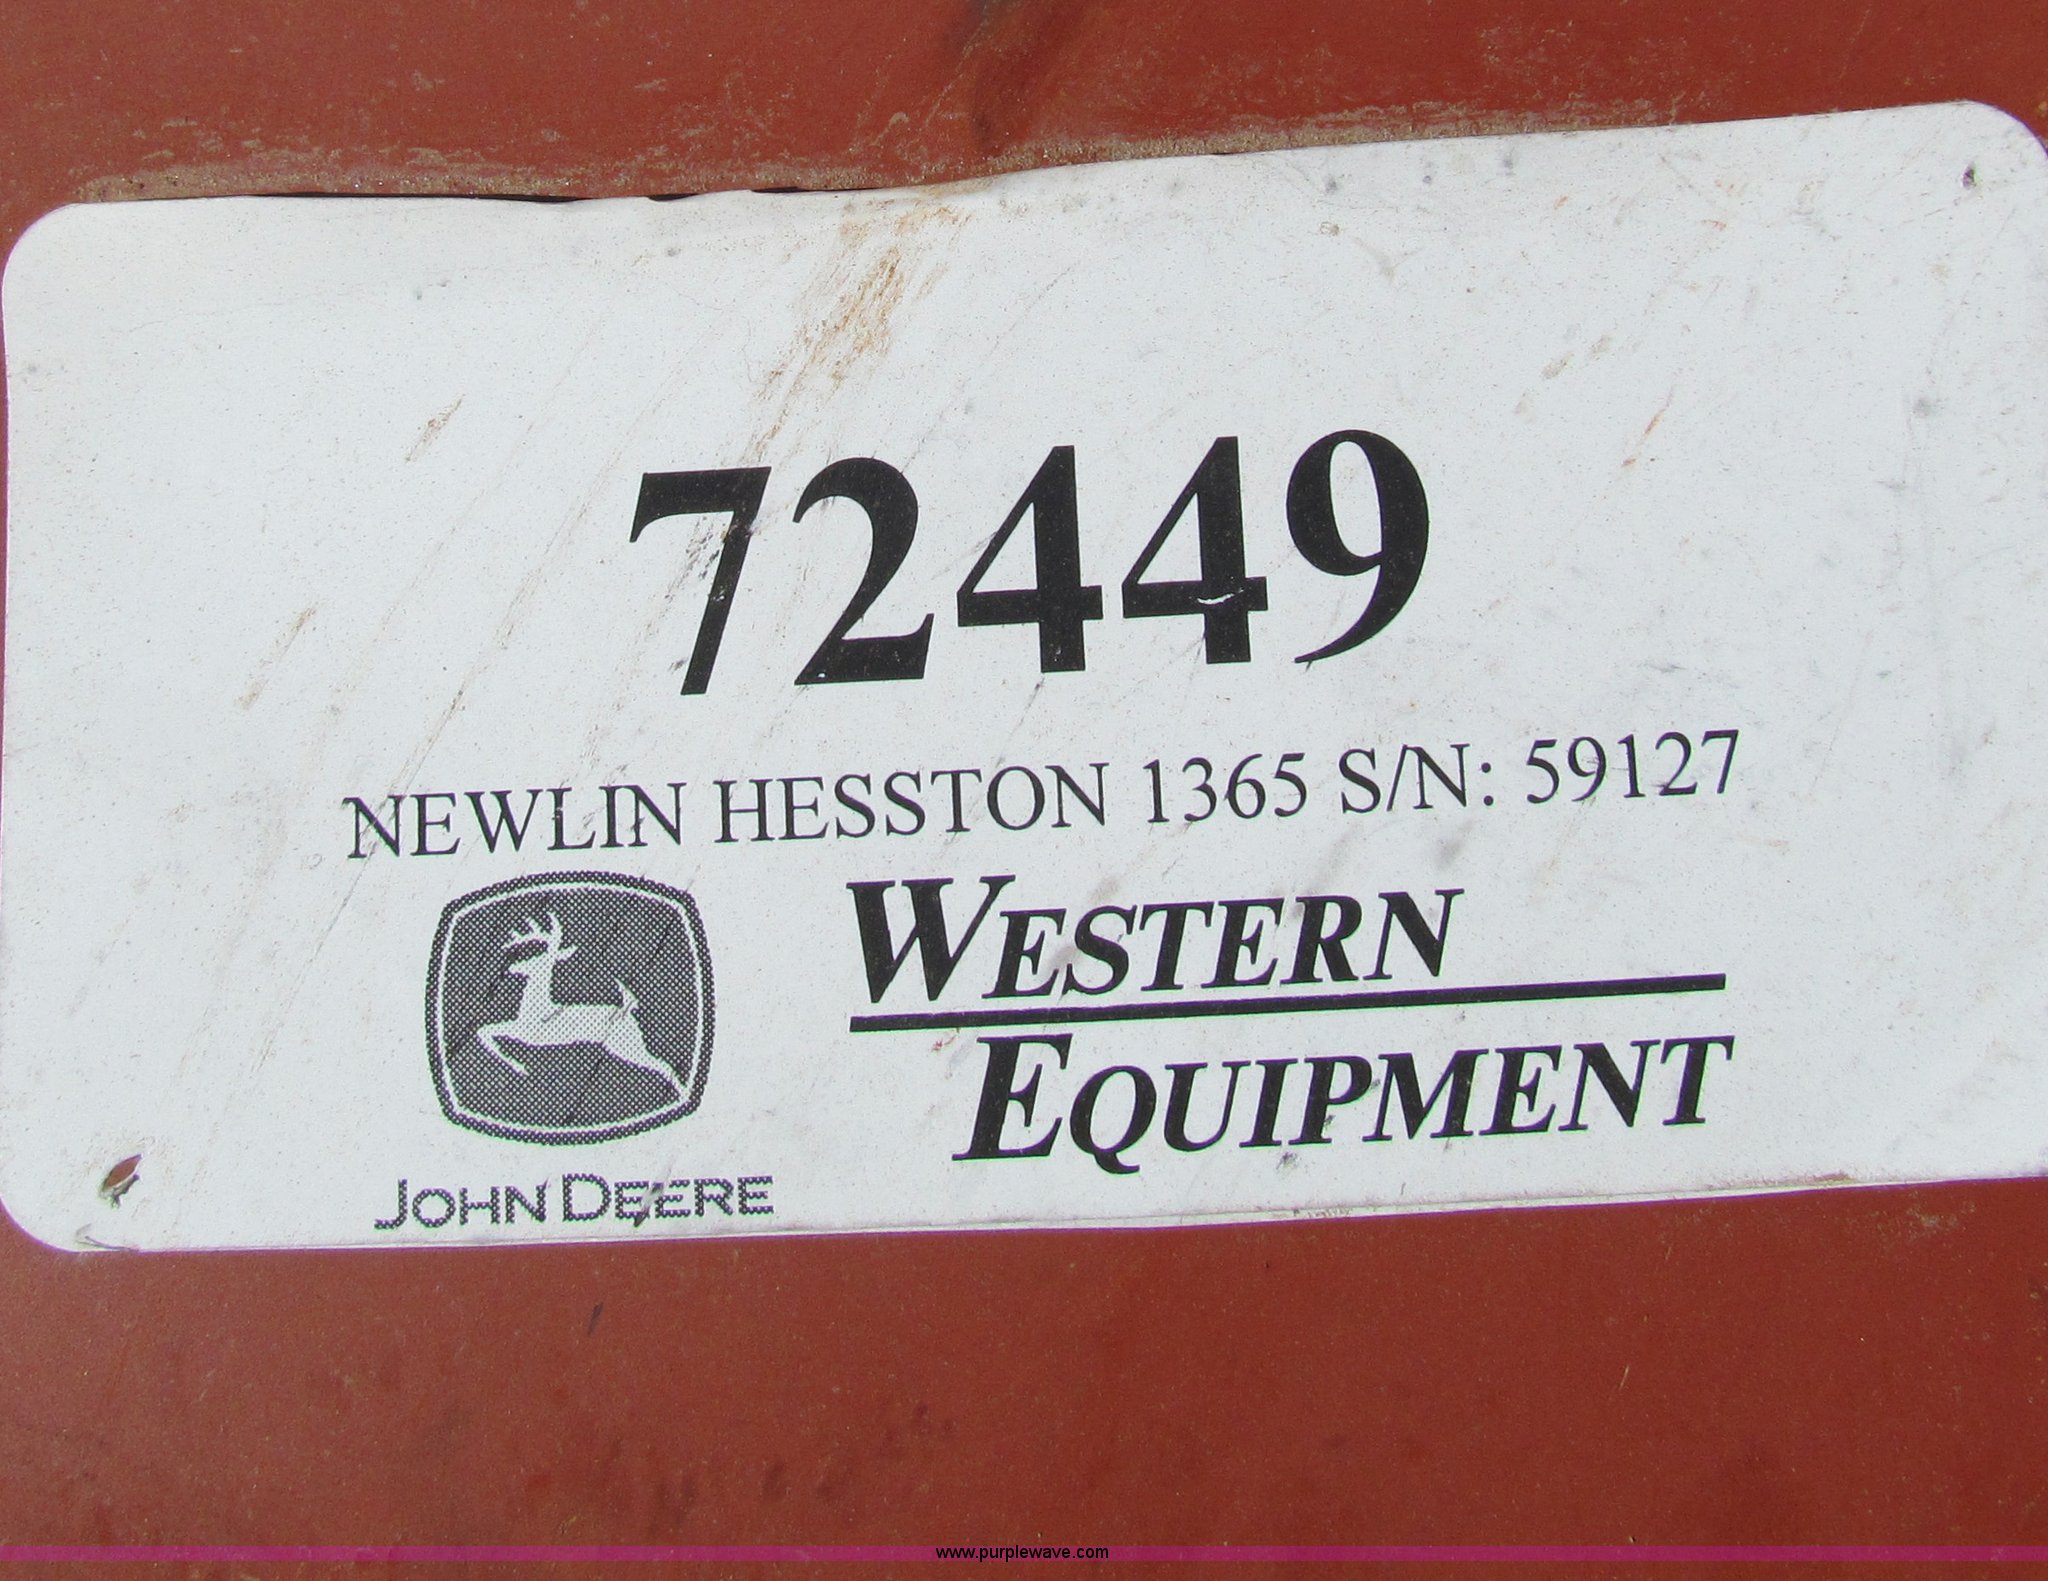 72449
NEWLIN HESSTON 1365 S/N: 59127
WESTERN
EQUIPMENT
JOHN DEERE
www.purplewave.com